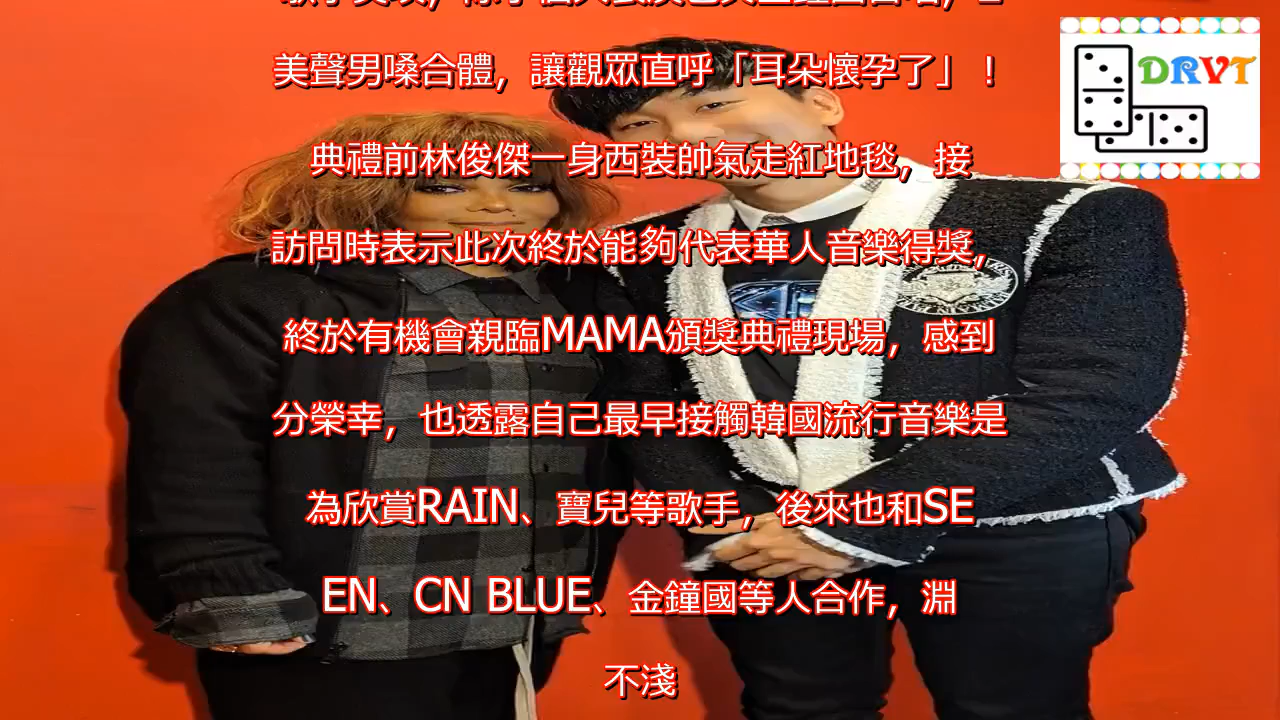 美聲男嗓合體，讓觀眾直呼「耳朵懷孕了」！
DRVT
典禮前林俊傑一身西裝帥氣走紅地毯，接
訪問時表示此次終於能夠代表華人音樂得獎，
終於有機會親臨MAMA頒獎典禮現場，感到
分榮幸，也透露自己最早接觸韓國流行音樂是
為欣賞RAIN、寶兒等歌手，後來也和SE
EN、CN BLUE、金鐘國等人合作，淵
不淺